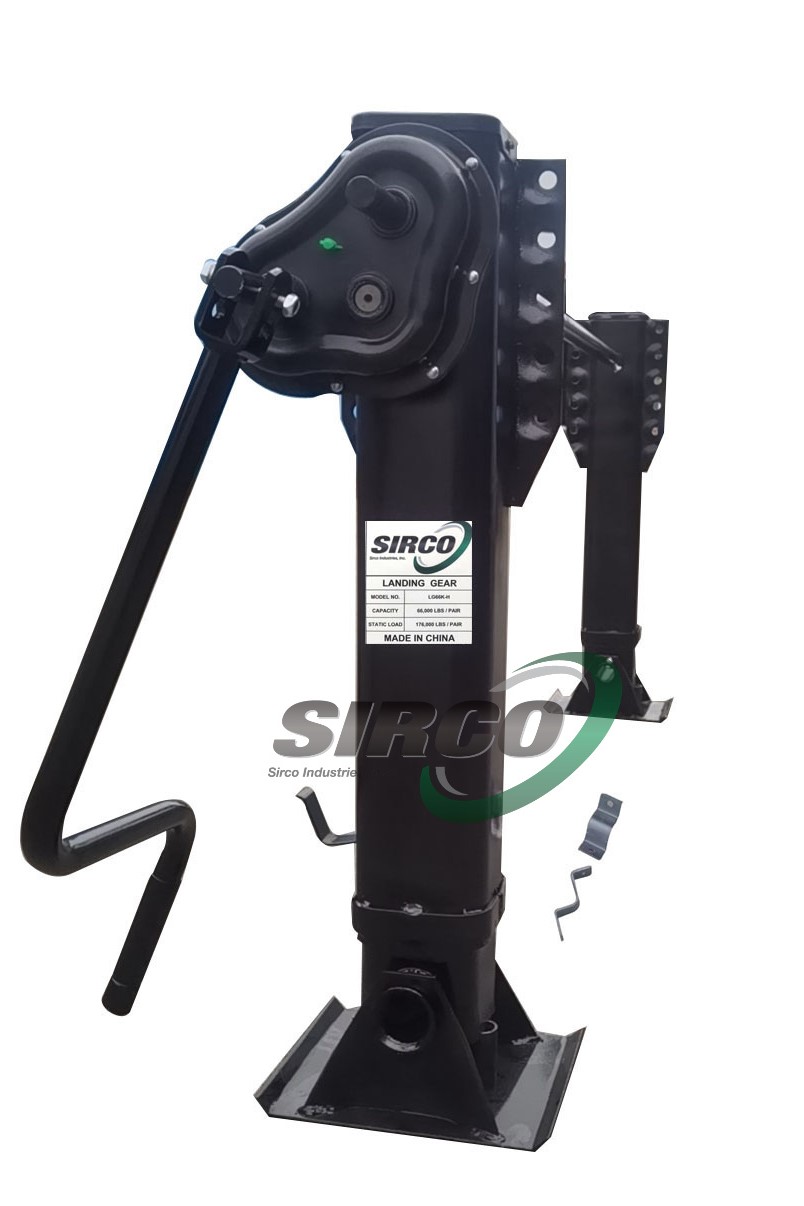 SIRCO
Sirco Industries, Inc.
LANDING GEAR
MODEL NO. LG66K-H
CAPACITY 66,000 LBS / PAIR
STATIC LOAD 176,000 LBS / PAIR
MADE IN CHINA
SIRCO
Sirco Industrie